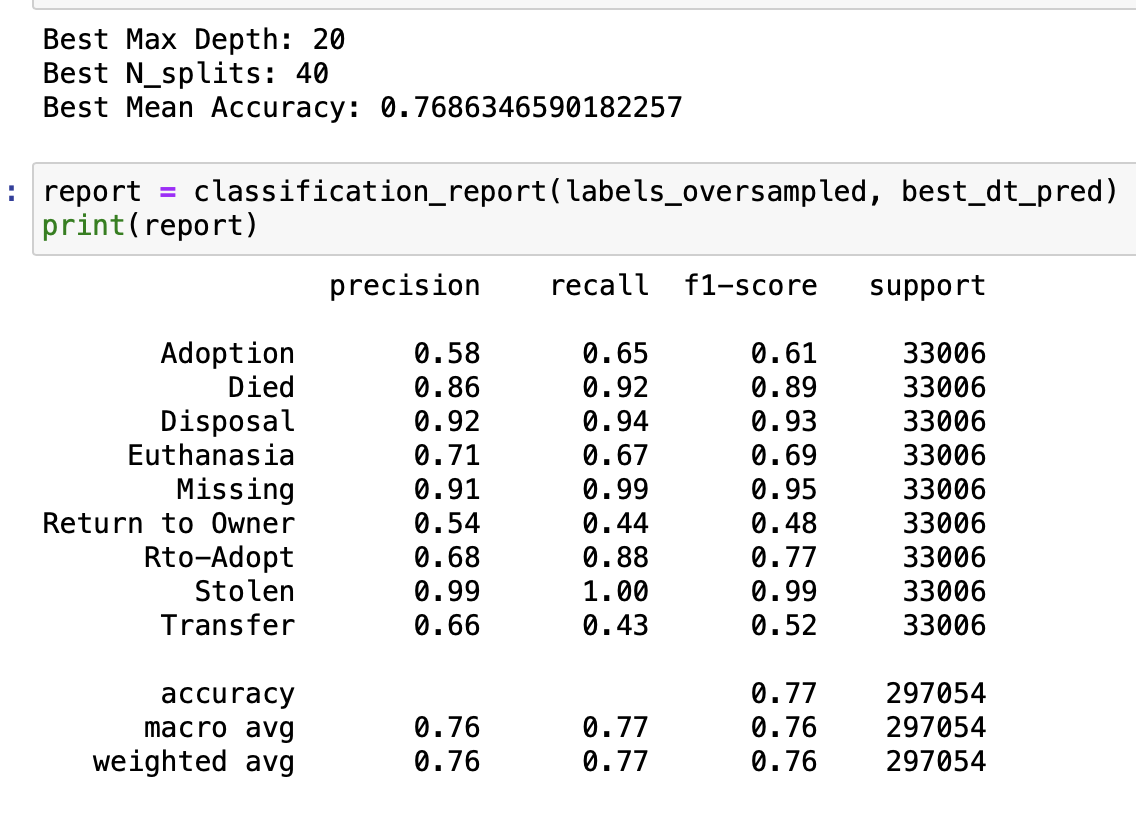 Best Max Depth: 20
Best N_splits: 40
Best Mean Accuracy: 0.7686346590182257
: report = classification_report(labels_oversampled, best_dt_pred)
print(report)
precision recall f1-score support
Adoption 0.58 0.65 0.61 33006
Died 0.86 0.92 0.89 33006
Disposal 0.92 0.94 0.93 33006
Euthanasia 0.71 0.67 0.69 33006
Missing 0.91 0.99 0.95 33006
Return to Owner 0.54 0.44 0.48 33006
Rto-Adopt 0.68 0.88 0.77 33006
Stolen 0.99 1.00 0.99 33006
Transfer 0.66 0.43 0.52 33006
accuracy 0.77 297054
macro avg 0.76 0.77 0.76 297054
weighted avg 0.76 0.77 0.76 297054